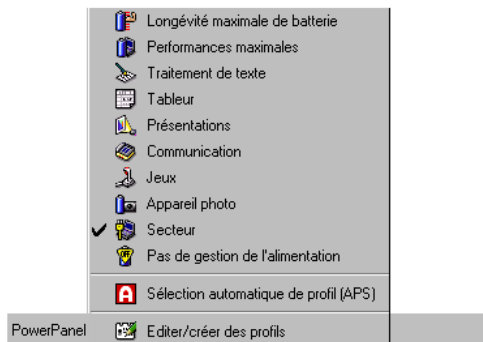 Longévité maximale de batterie
Performances maximales
Traitement de texte
Tableur
Présentations
Communication
Jeux
Appareil photo
Secteur
Pas de gestion de l'alimentation
Sélection automatique de profil (APS)
PowerPanel Editer/créer des profils